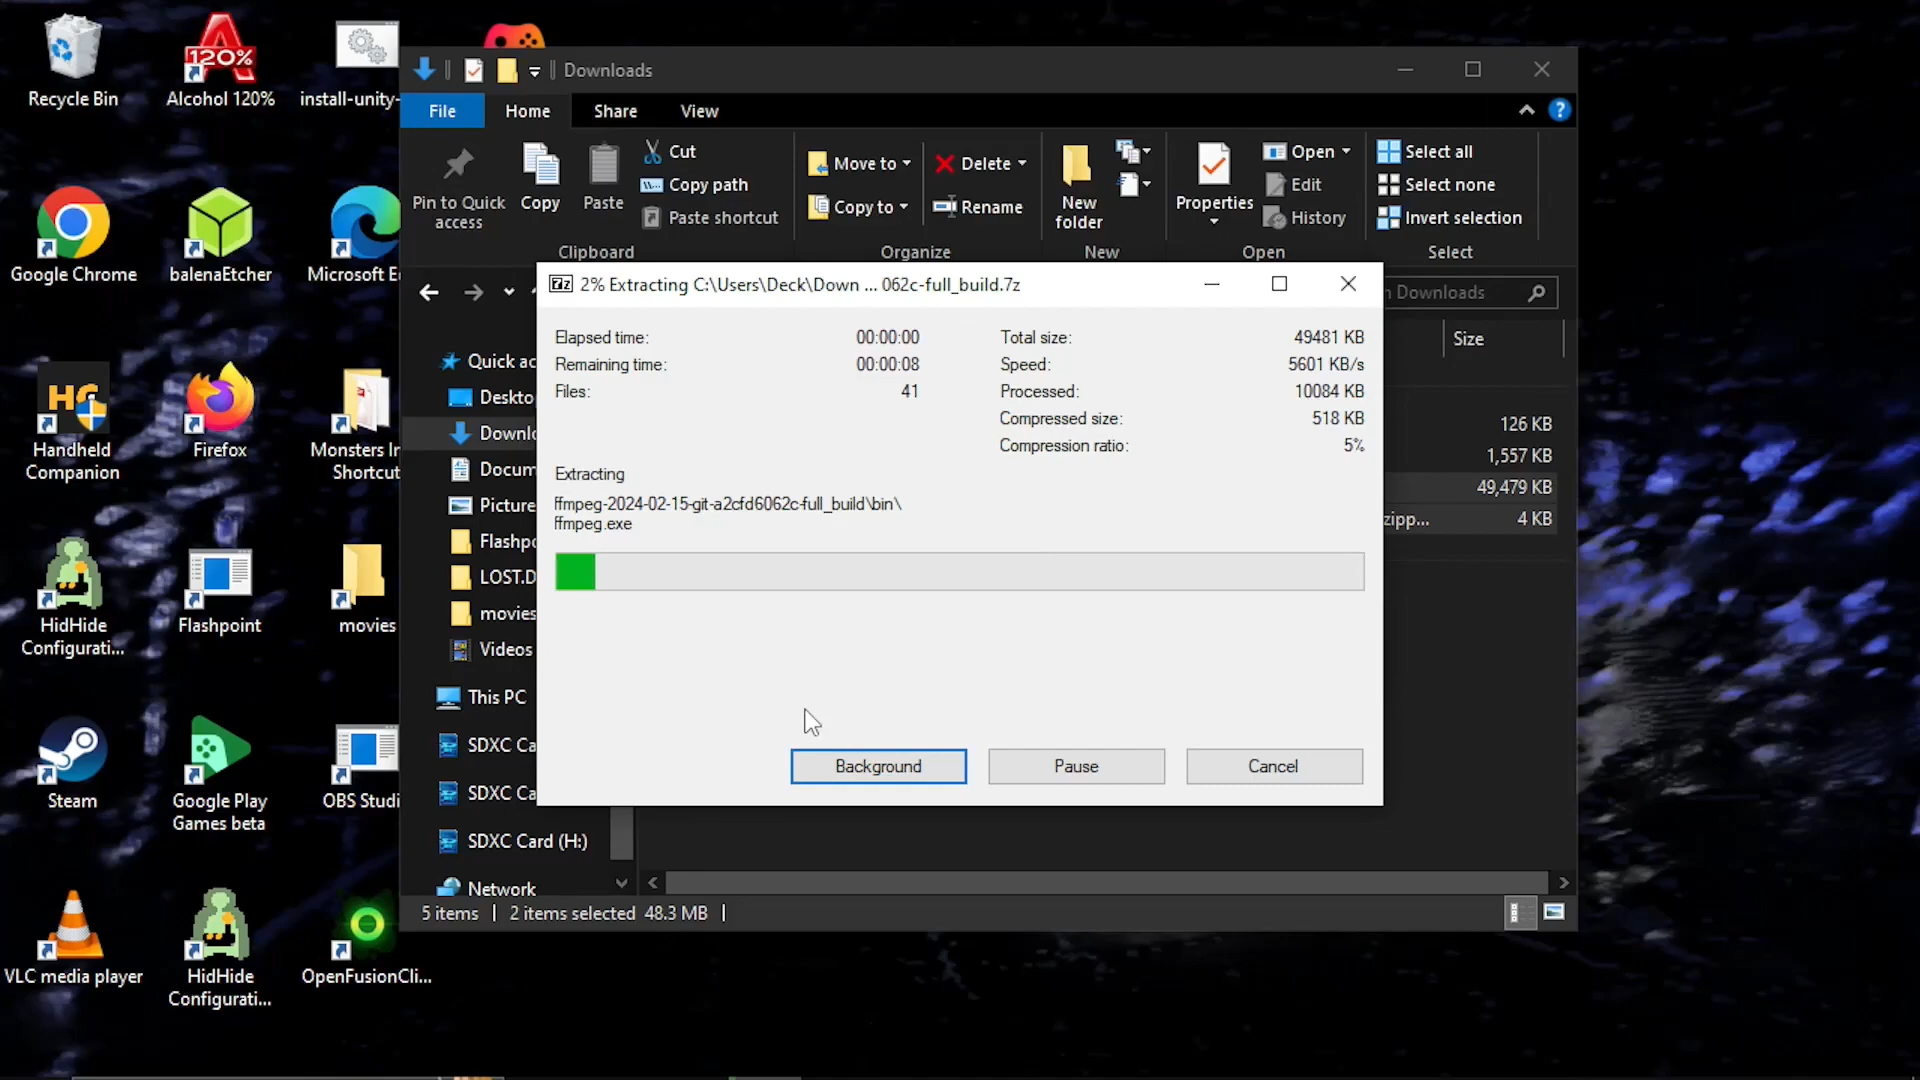 Recycle Bin
120%
Alcohol 120%
install-unity-
Google Chrome
balenaEtcher
Microsoft E
HC
Handheld
Companion
Firefox
Monsters In
Shortcut
HidHide
Configurati...
Flashpoint
movies
Steam
Google Play
Games beta
OBS Studi
VLC media player
HidHide
Configurati...
OpenFusionCli...
Downloads
File
Home
Share
View
?
Pin to Quick
access
Copy
Paste
Cut
Copy path
Paste shortcut
Clipboard
Move to
Copy to
Delete
Rename
Organize
New
folder
New
Properties
Open
Edit
History
Open
Select all
Select none
Invert selection
Select
Downloads
Size
Quick ac
Deskto
Downlo
Docum
Picture
Flashpo
LOST.D
movies
Videos
This PC
SDXC Ca
SDXC Ca
SDXC Card (H:)
Network
126 KB
1,557 KB
49,479 KB
zipp... 4 KB
5 items
2 items selected 48.3 MB
7z 2% Extracting C:\Users\Deck\Down ... 062c-full_build.7z
Elapsed time: 00:00:00
Remaining time: 00:00:08
Files: 41
Total size: 49481 KB
Speed: 5601 KB/s
Processed: 10084 KB
Compressed size: 518 KB
Compression ratio: 5%
Extracting
ffmpeg-2024-02-15-git-a2cfd6062c-full_build\bin\
ffmpeg.exe
Background
Pause
Cancel